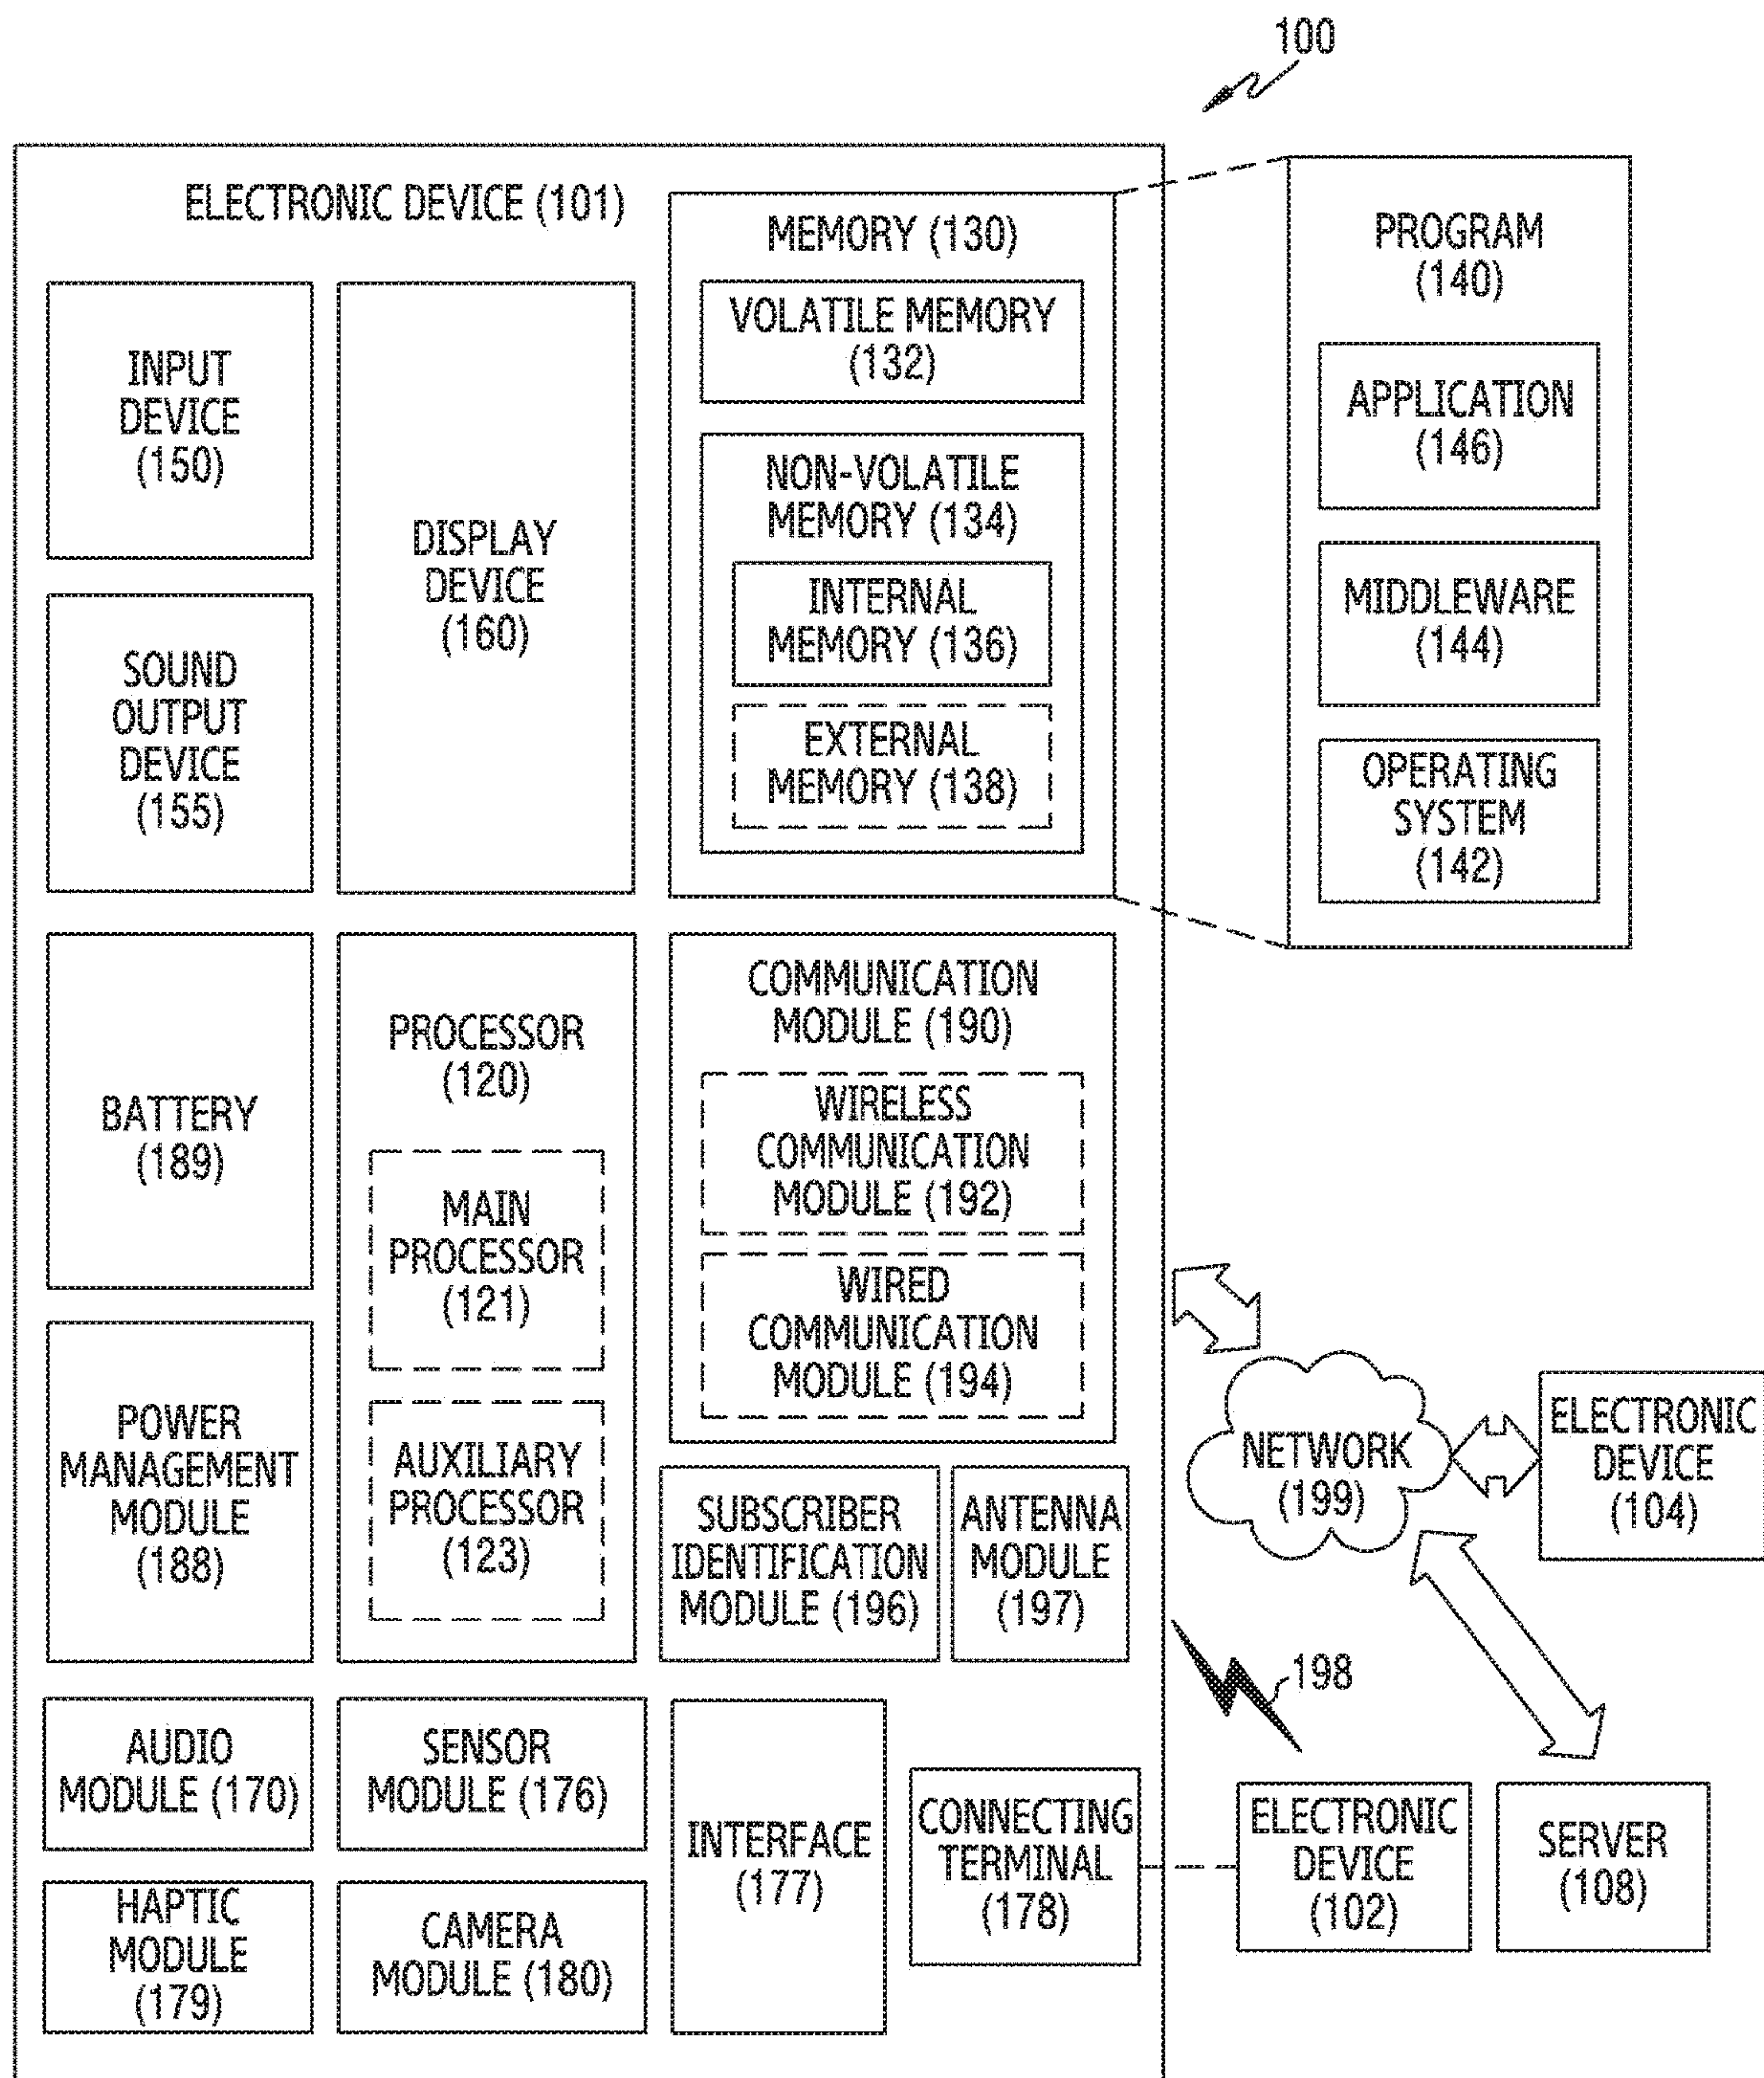 100
ELECTRONIC DEVICE (101)
INPUT
DEVICE
(150)
SOUND
OUTPUT
DEVICE
(155)
DISPLAY
DEVICE
(160)
MEMORY (130)
VOLATILE MEMORY
(132)
NON-VOLATILE
MEMORY (134)
INTERNAL
MEMORY (136)
EXTERNAL
MEMORY (138)
PROGRAM
(140)
APPLICATION
(146)
MIDDLEWARE
(144)
OPERATING
SYSTEM
(142)
BATTERY
(189)
POWER
MANAGEMENT
MODULE
(188)
PROCESSOR
(120)
MAIN
PROCESSOR
(121)
AUXILIARY
PROCESSOR
(123)
COMMUNICATION
MODULE (190)
WIRELESS
COMMUNICATION
MODULE (192)
WIRED
COMMUNICATION
MODULE (194)
SUBSCRIBER
IDENTIFICATION
MODULE (196)
ANTENNA
MODULE
(197)
NETWORK
(199)
ELECTRONIC
DEVICE
(104)
198
AUDIO
MODULE (170)
SENSOR
MODULE (176)
HAPTIC
MODULE
(179)
CAMERA
MODULE (180)
INTERFACE
(177)
CONNECTING
TERMINAL
(178)
ELECTRONIC
DEVICE
(102)
SERVER
(108)